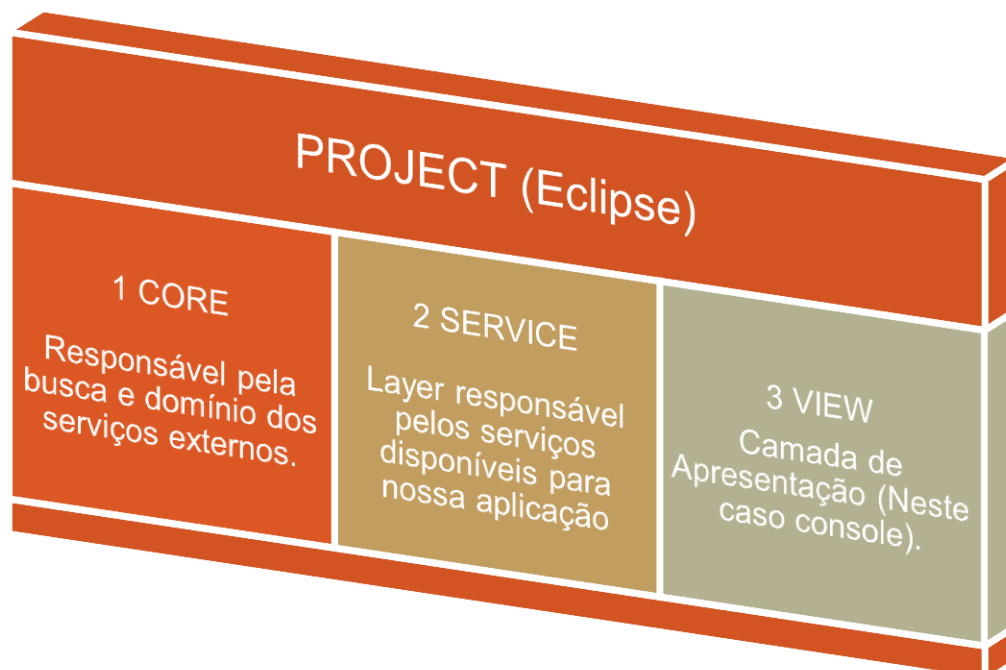 PROJECT (Eclipse)
1 CORE
Responsável pela
busca e domínio dos
serviços externos.
2 SERVICE
Layer responsável
pelos serviços
disponíveis para
nossa aplicação
3 VIEW
Camada de
Apresentação (Neste
caso console).